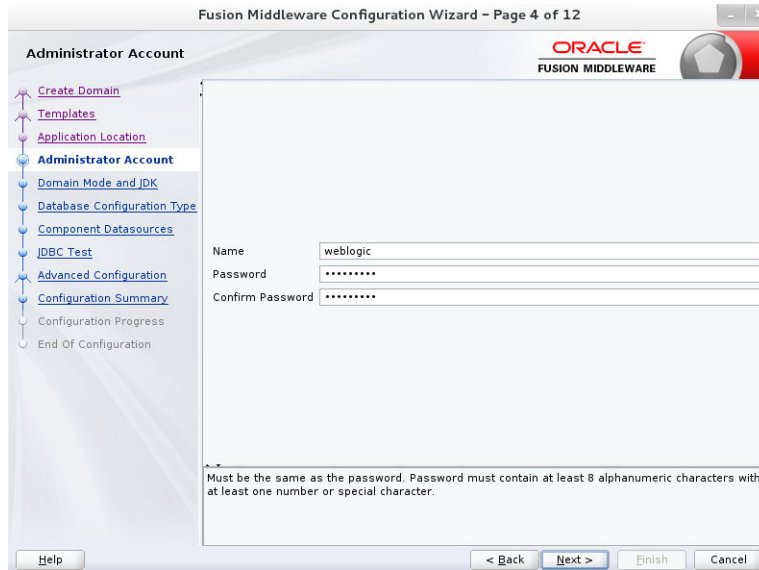 Fusion Middleware Configuration Wizard - Page 4 of 12
Administrator Account
ORACLE
FUSION MIDDLEWARE
Create Domain
Templates
Application Location
Administrator Account
Domain Mode and JDK
Database Configuration Type
Component Datasources
JDBC Test
Advanced Configuration
Configuration Summary
Configuration Progress
End Of Configuration
Name weblogic
Password •••••••••
Confirm Password •••••••••
Must be the same as the password. Password must contain at least 8 alphanumeric characters with
at least one number or special character.
Help < Back Next > Finish Cancel